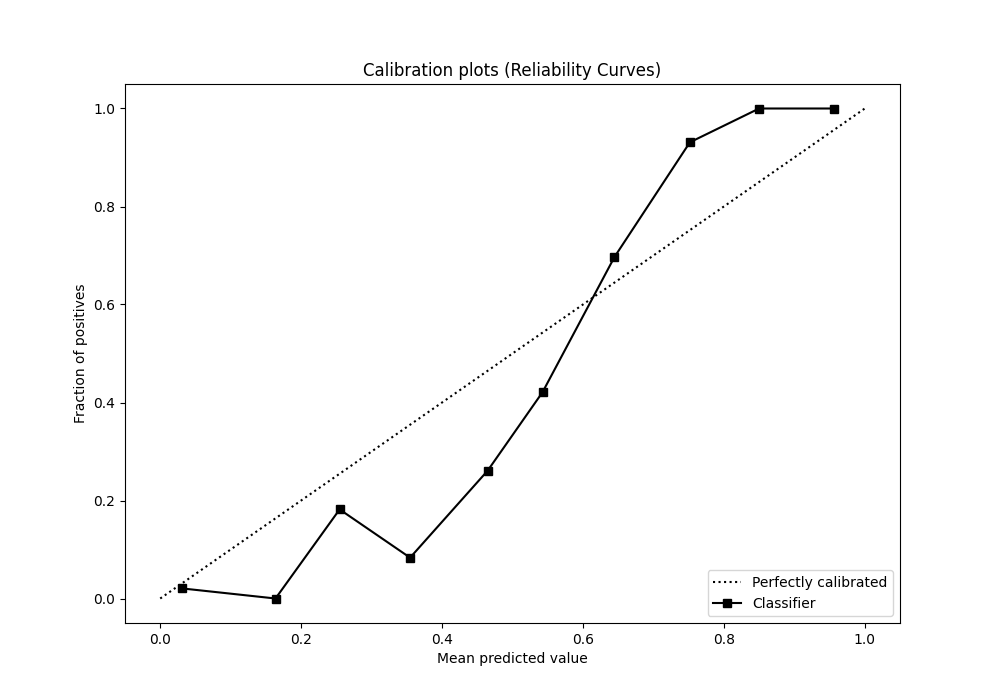 Calibration plots (Reliability Curves)
1.0
0.8
0.6
0.4
0.2
0.0
Fraction of positives
0.0 0.2 0.4 0.6 0.8 1.0
Mean predicted value
Perfectly calibrated
Classifier